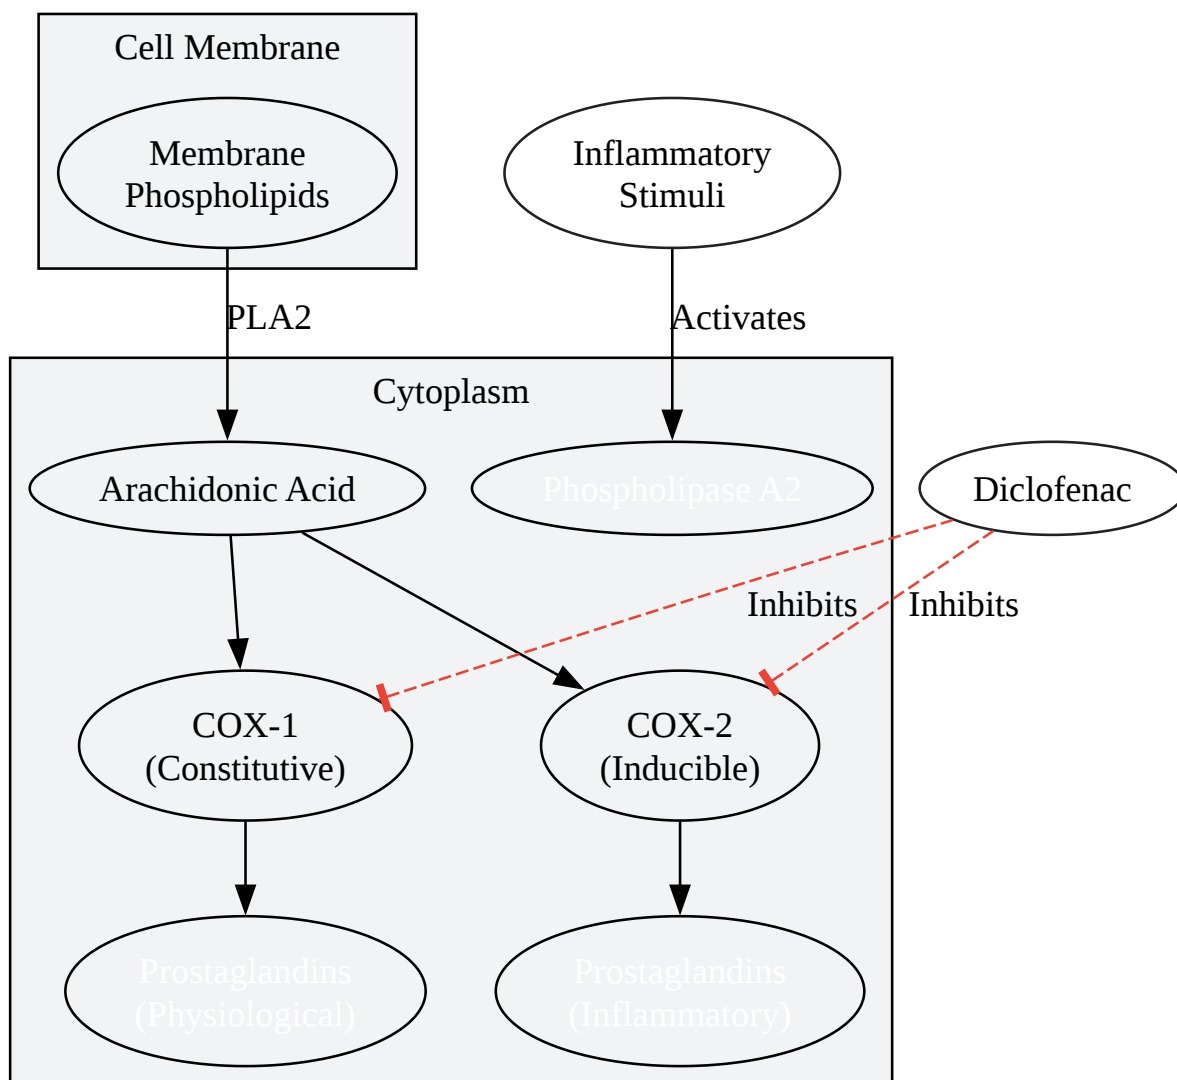 Cell Membrane
Membrane
Phospholipids
Inflammatory
Stimuli
PLA2
Activates
Cytoplasm
Arachidonic Acid
Phospholipase A2
Diclofenac
Inhibits
Inhibits
COX-1
(Constitutive)
COX-2
(Inducible)
Prostaglandins
(Physiological)
Prostaglandins
(Inflammatory)